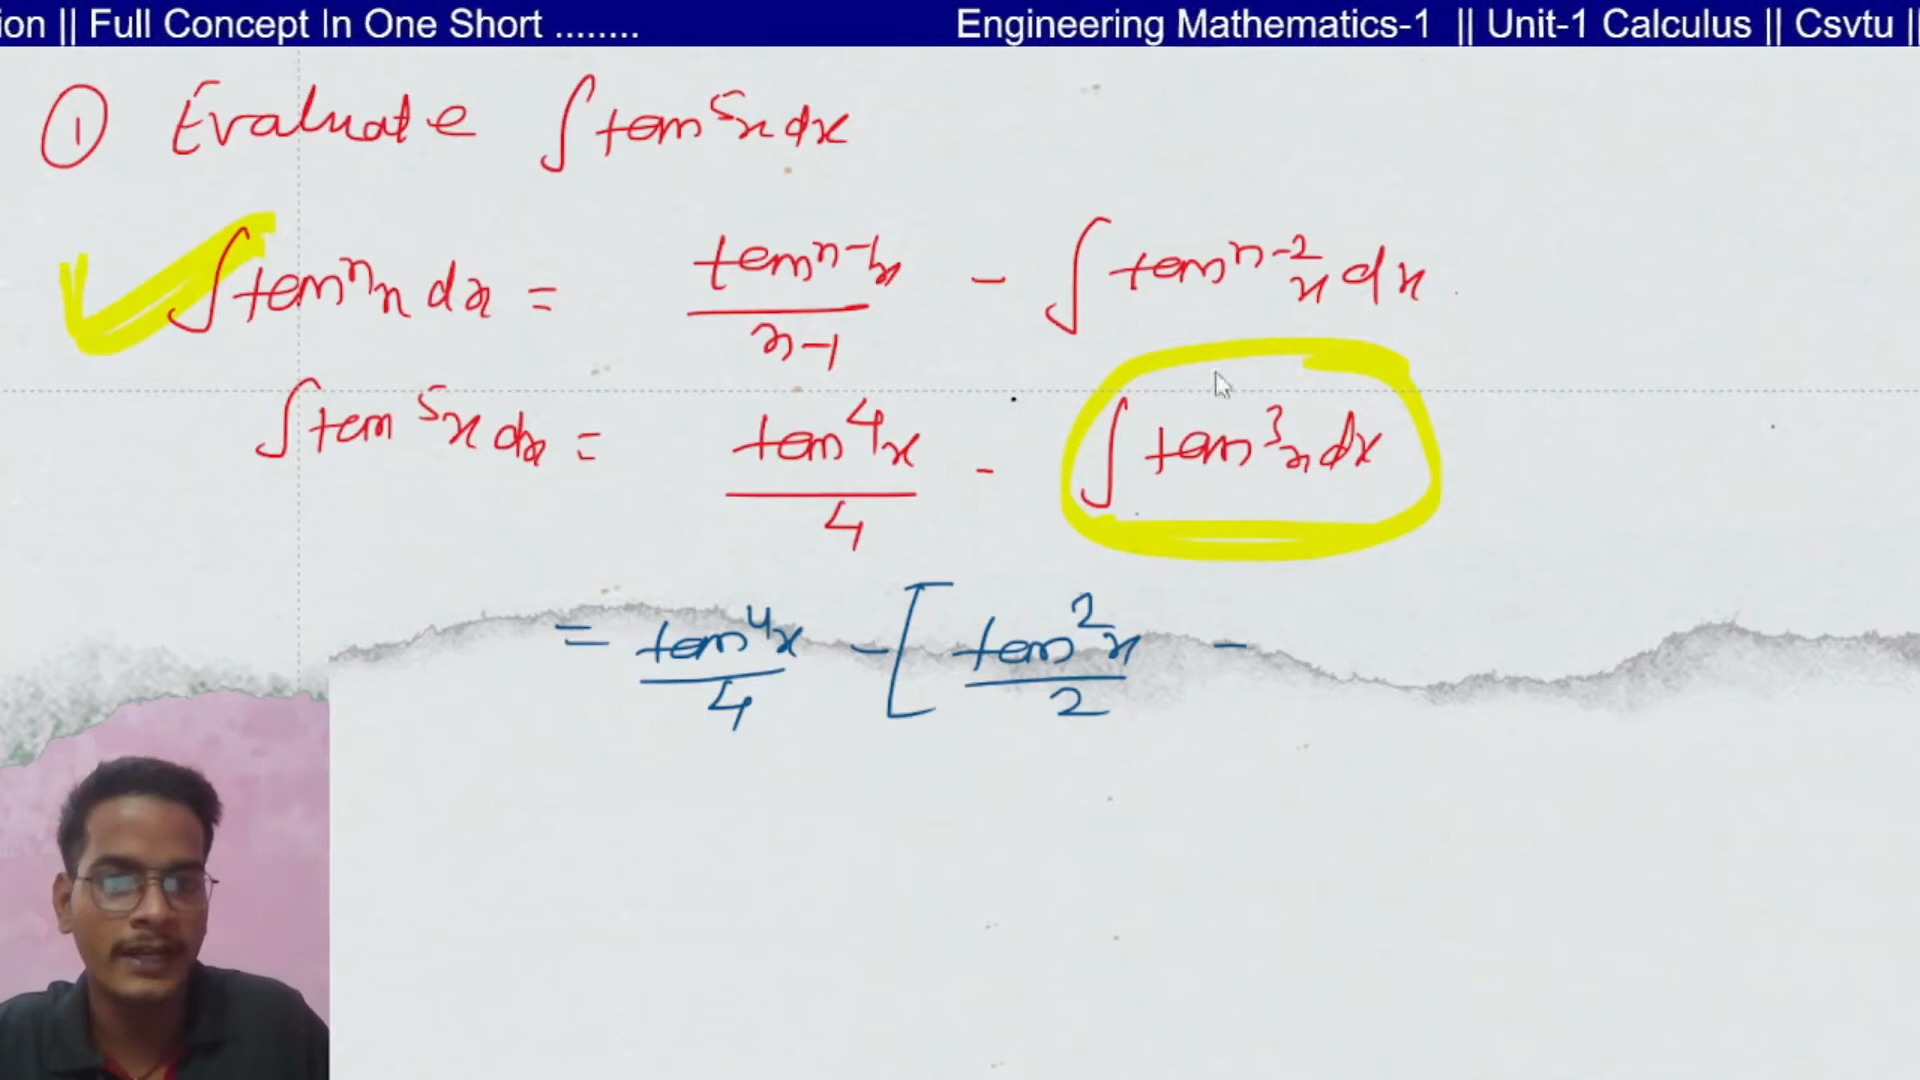 ion || Full Concept In One Short ........ Engineering Mathematics-1 || Unit-1 Calculus || Csvtu ||
① Evaluate ∫ tan⁵x dx
∫ tanⁿx dx = tanⁿ⁻¹x / n-1 - ∫ tanⁿ⁻²x dx
∫ tan⁵x dx = tan⁴x / 4 - ∫ tan³x dx
= tan⁴x / 4 - [ tan²x / 2 -